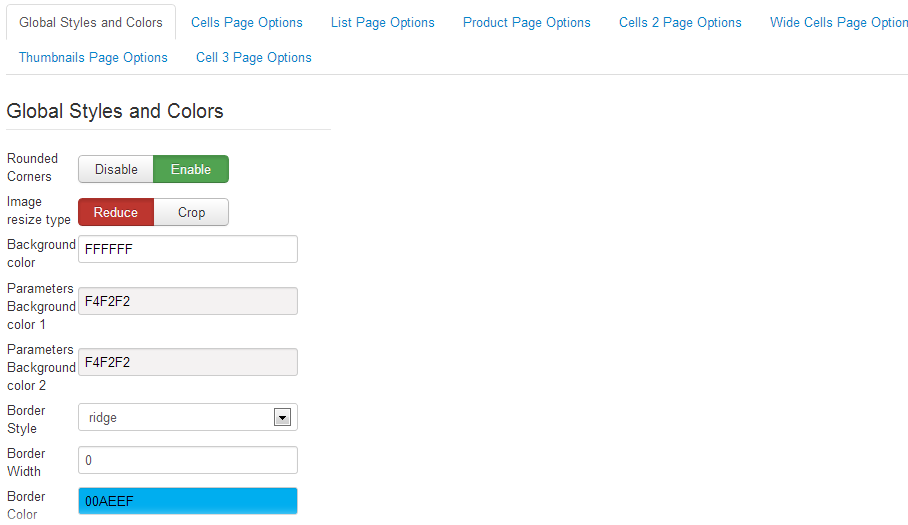 Global Styles and Colors Cells Page Options List Page Options Product Page Options Cells 2 Page Options Wide Cells Page Option
Thumbnails Page Options Cell 3 Page Options
Global Styles and Colors
Rounded
Corners
Disable Enable
Image
resize type
Reduce Crop
Background
color
FFFFFF
Parameters
Background
color 1
F4F2F2
Parameters
Background
color 2
F4F2F2
Border
Style
ridge
Border
Width
0
Border
Color
00AEEF